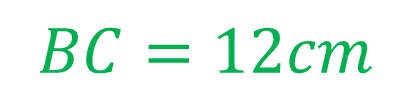 BC = 12cm